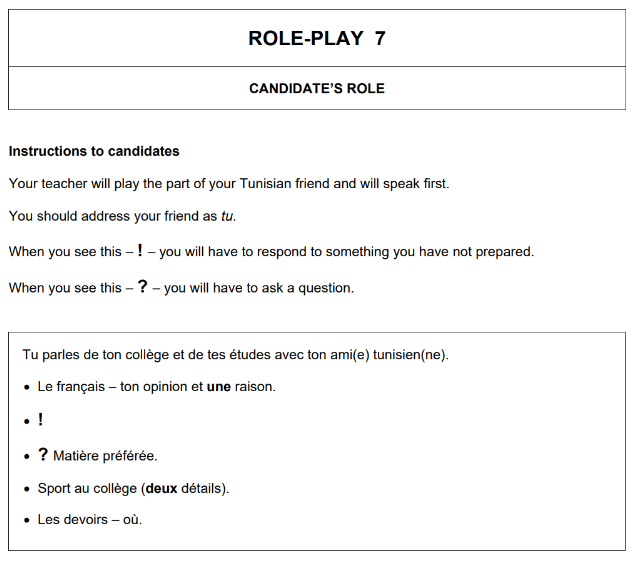 ROLE-PLAY 7
CANDIDATE'S ROLE
Instructions to candidates
Your teacher will play the part of your Tunisian friend and will speak first.
You should address your friend as tu.
When you see this – ! – you will have to respond to something you have not prepared.
When you see this – ? – you will have to ask a question.
Tu parles de ton collège et de tes études avec ton ami(e) tunisien(ne).
• Le français – ton opinion et une raison.
• !
• ? Matière préférée.
• Sport au collège (deux détails).
• Les devoirs – où.